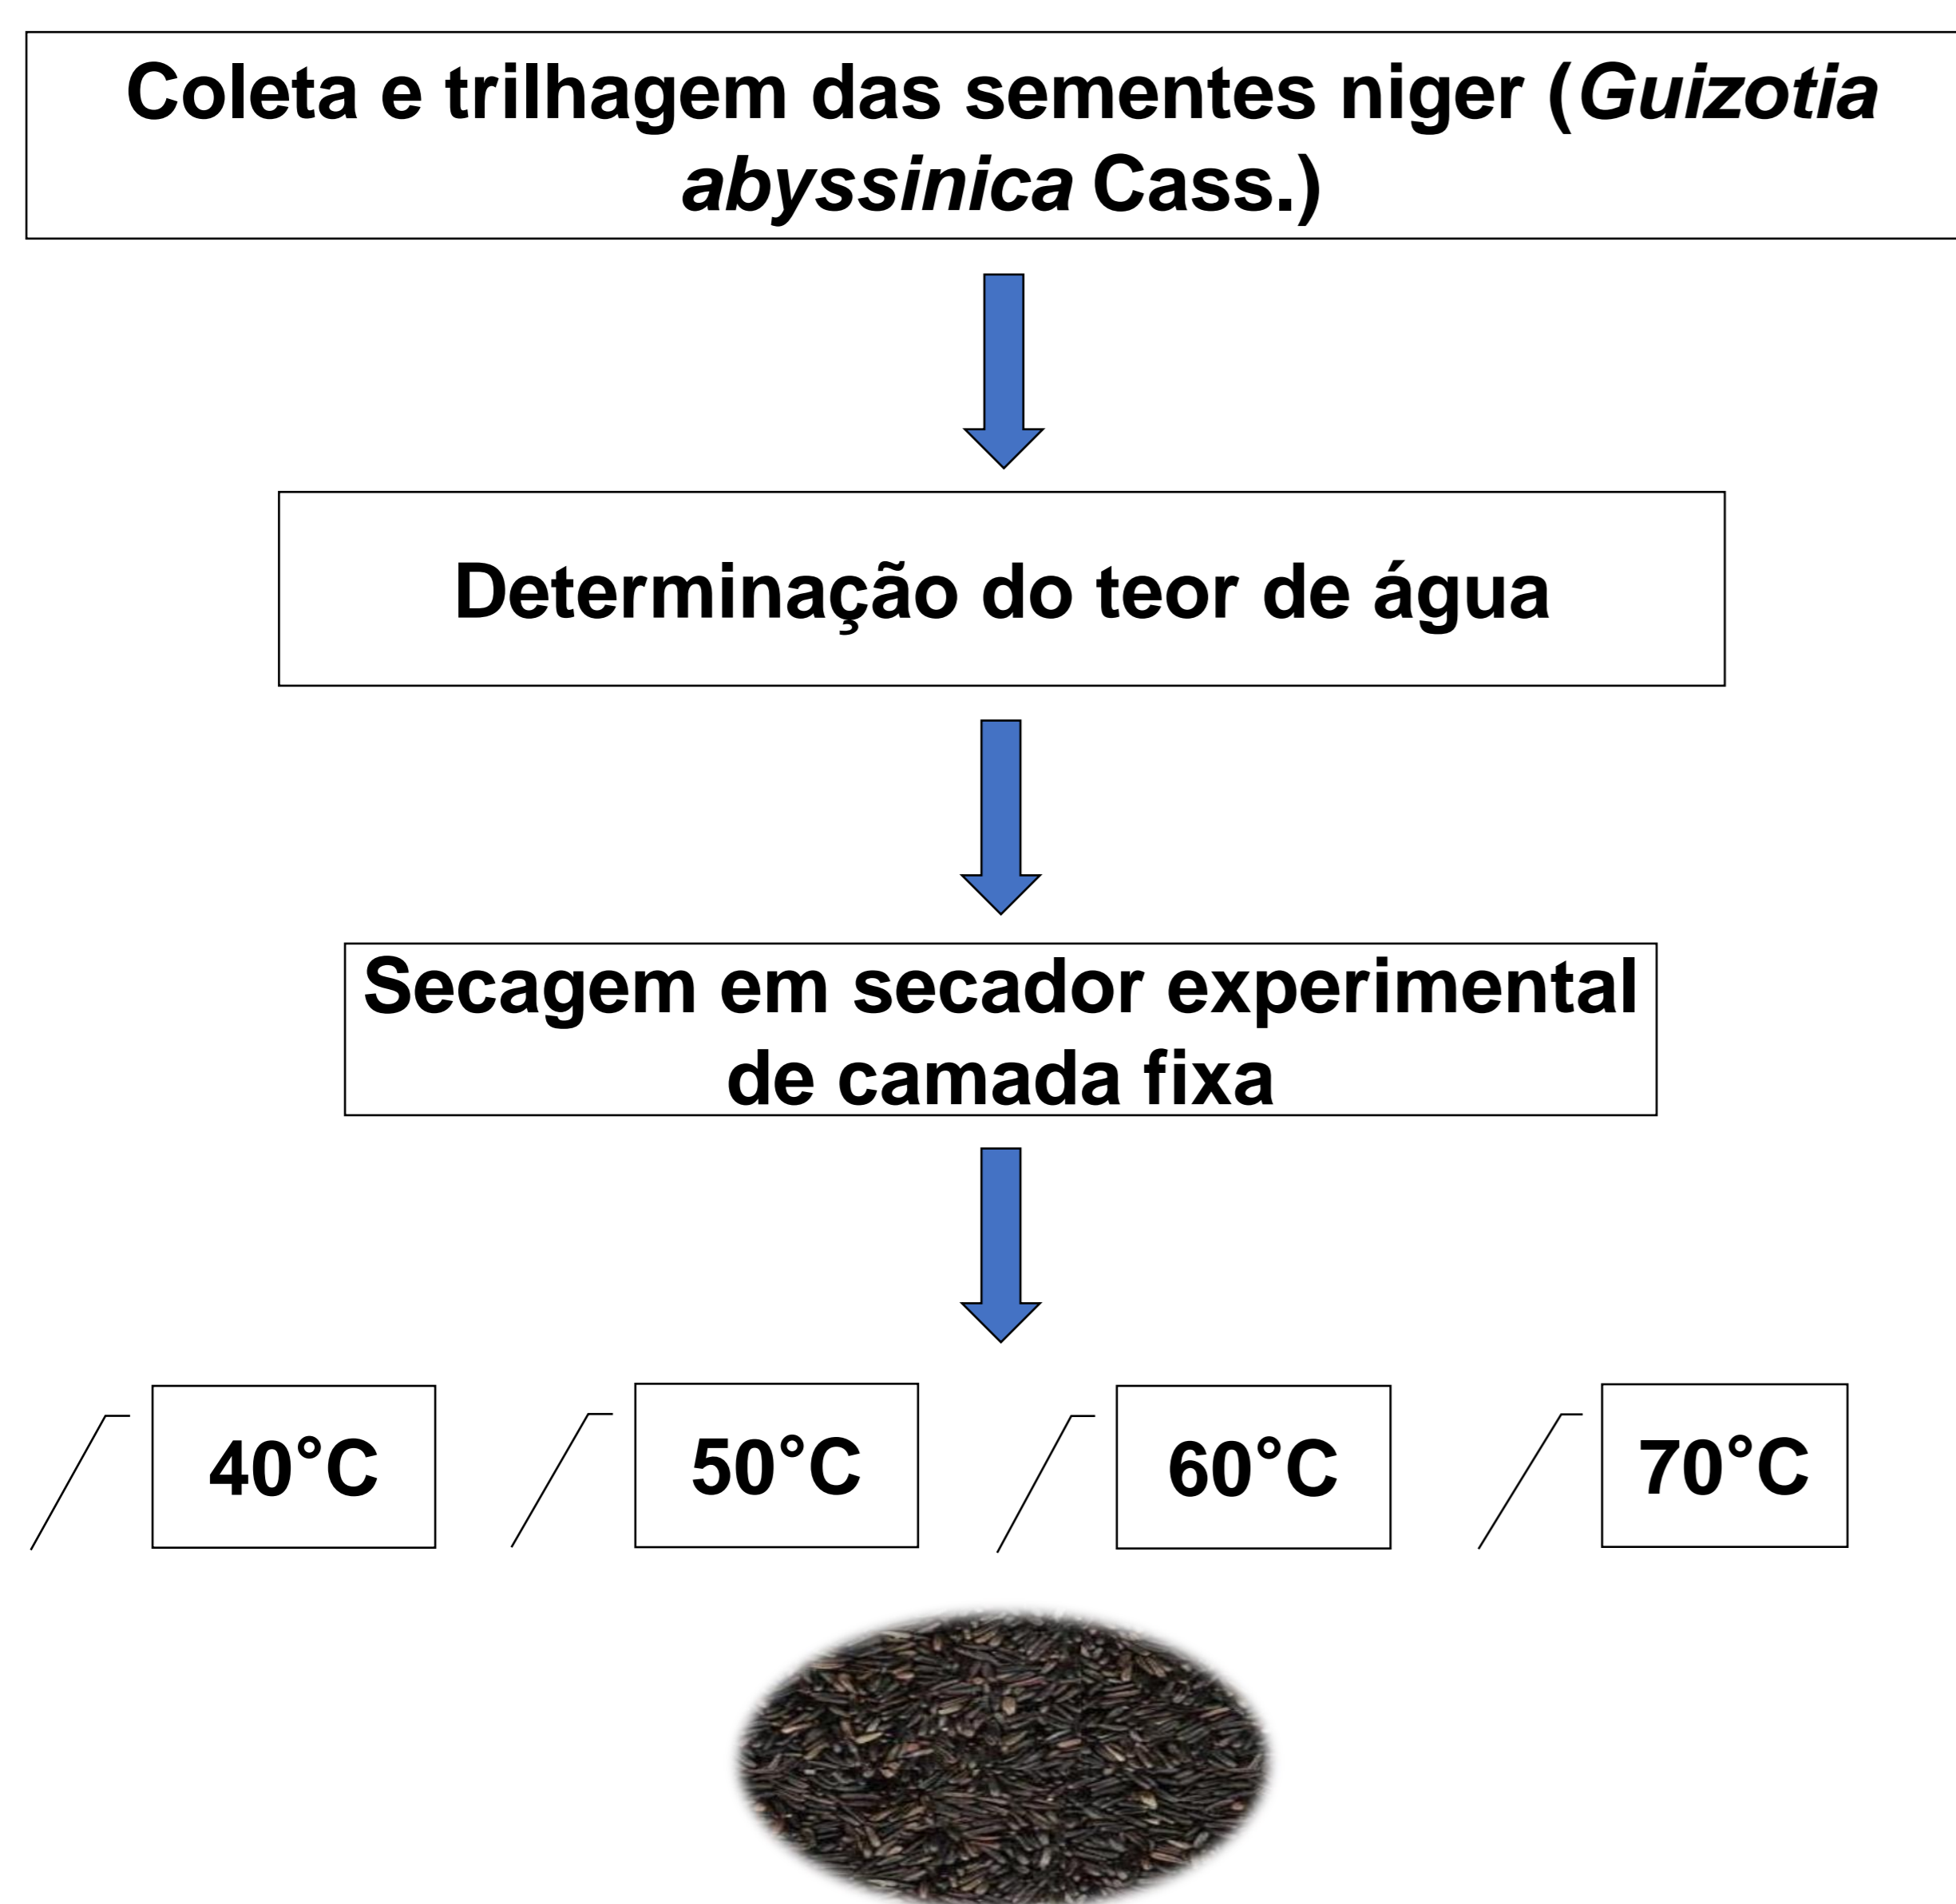 Coleta e trilhagem das sementes niger (Guizotia
abyssinica Cass.)
Determinação do teor de água
Secagem em secador experimental
de camada fixa
40°C
50°C
60°C
70°C